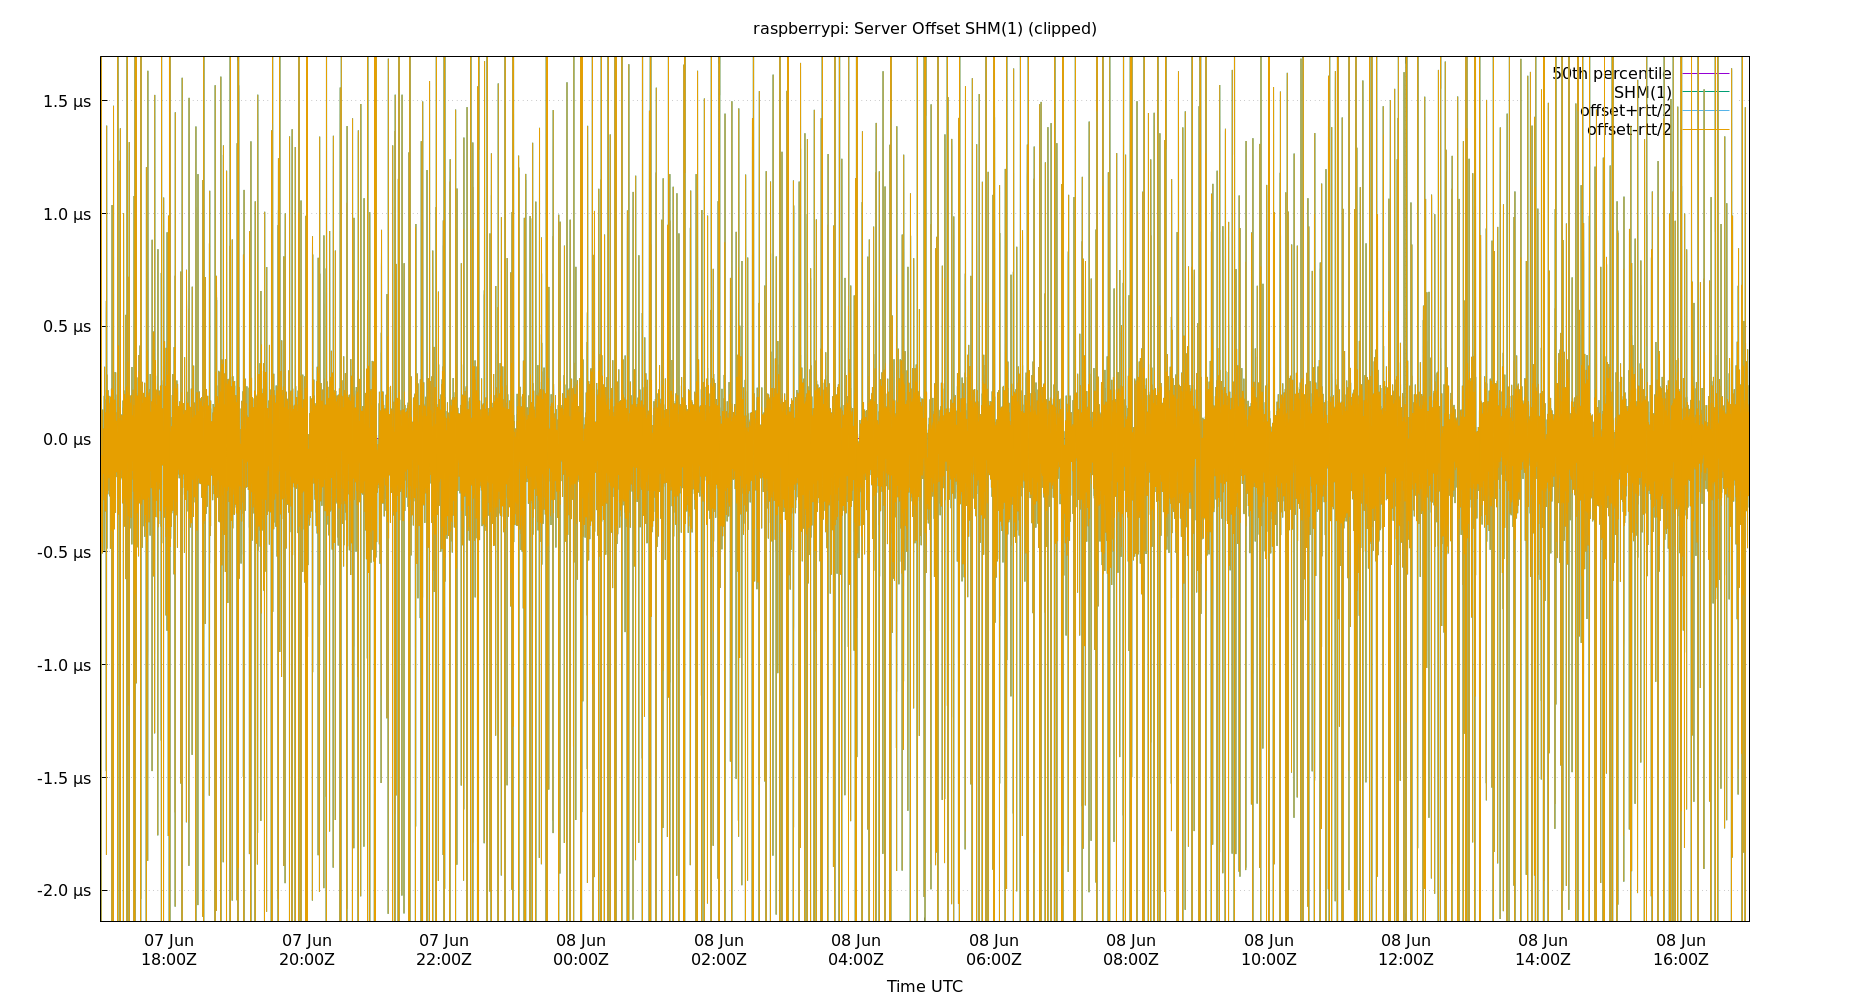 raspberrypi: Server Offset SHM(1) (clipped)
50th percentile
SHM(1)
offset+rtt/2
offset-rtt/2
1.5 μs
1.0 μs
0.5 μs
0.0 μs
-0.5 μs
-1.0 μs
-1.5 μs
-2.0 μs
07 Jun 07 Jun 07 Jun 08 Jun 08 Jun 08 Jun 08 Jun 08 Jun 08 Jun 08 Jun 08 Jun 08 Jun
18:00Z 20:00Z 22:00Z 00:00Z 02:00Z 04:00Z 06:00Z 08:00Z 10:00Z 12:00Z 14:00Z 16:00Z
Time UTC